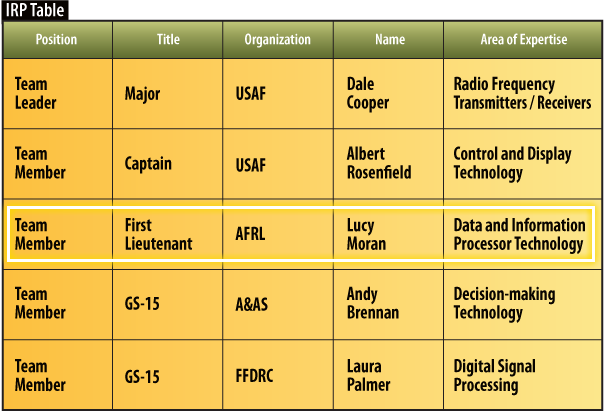 IRP Table
Position Title Organization Name Area of Expertise
Team Leader Major USAF Dale Cooper Radio Frequency Transmitters / Receivers
Team Member Captain USAF Albert Rosenfield Control and Display Technology
Team Member First Lieutenant AFRL Lucy Moran Data and Information Processor Technology
Team Member GS-15 A&AS Andy Brennan Decision-making Technology
Team Member GS-15 FFDRC Laura Palmer Digital Signal Processing